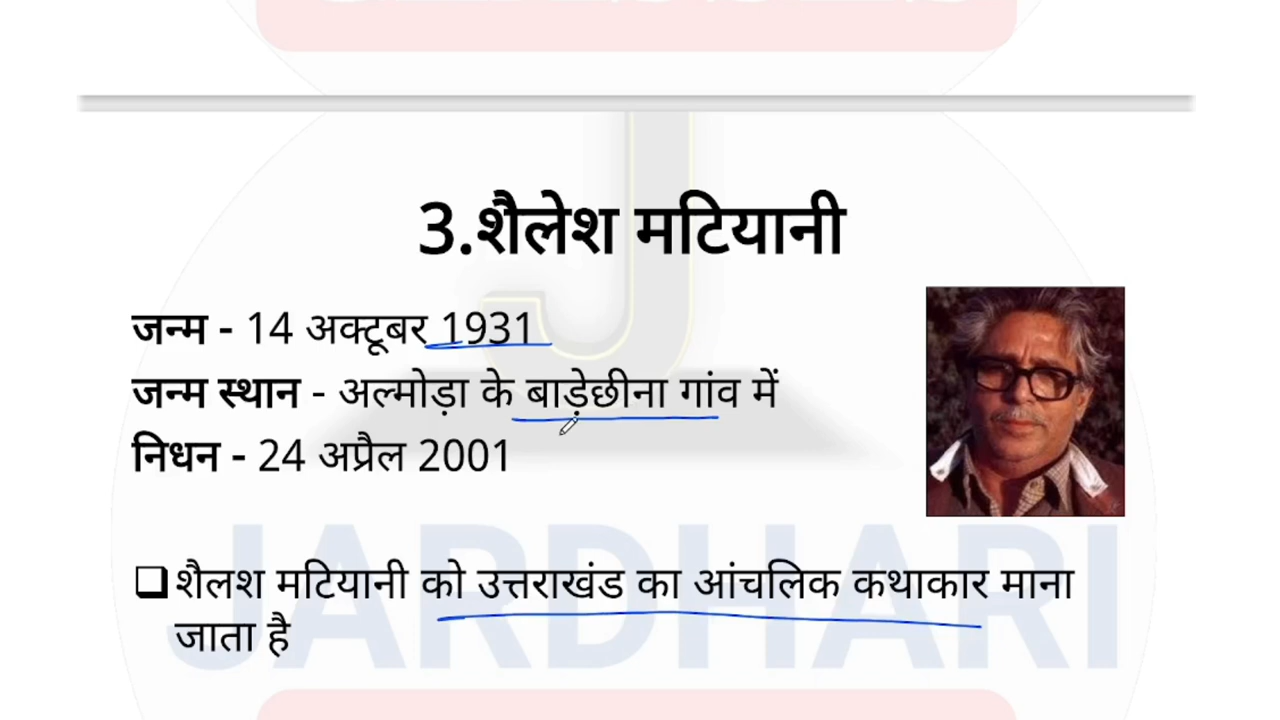 3.शैलेश मटियानी
जन्म - 14 अक्टूबर 1931
जन्म स्थान - अल्मोड़ा के बाड़ेछीना गांव में
निधन - 24 अप्रैल 2001
❑शैलश मटियानी को उत्तराखंड का आंचलिक कथाकार माना
जाता है
JARDHARI